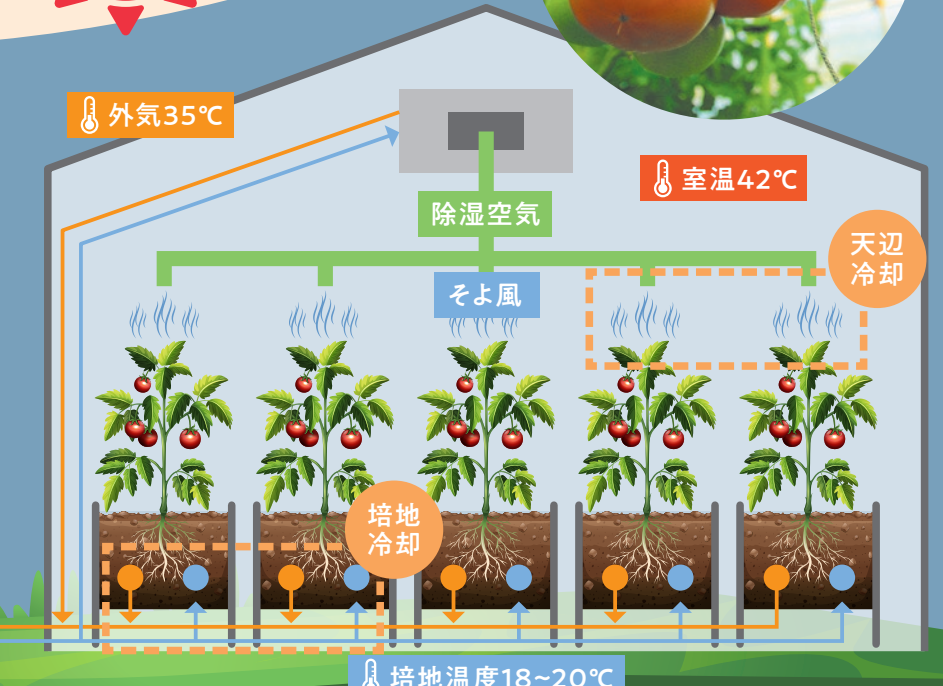 外気35℃
室温42℃
除湿空気
天辺
冷却
そよ風
培地
冷却
培地温度18~20℃